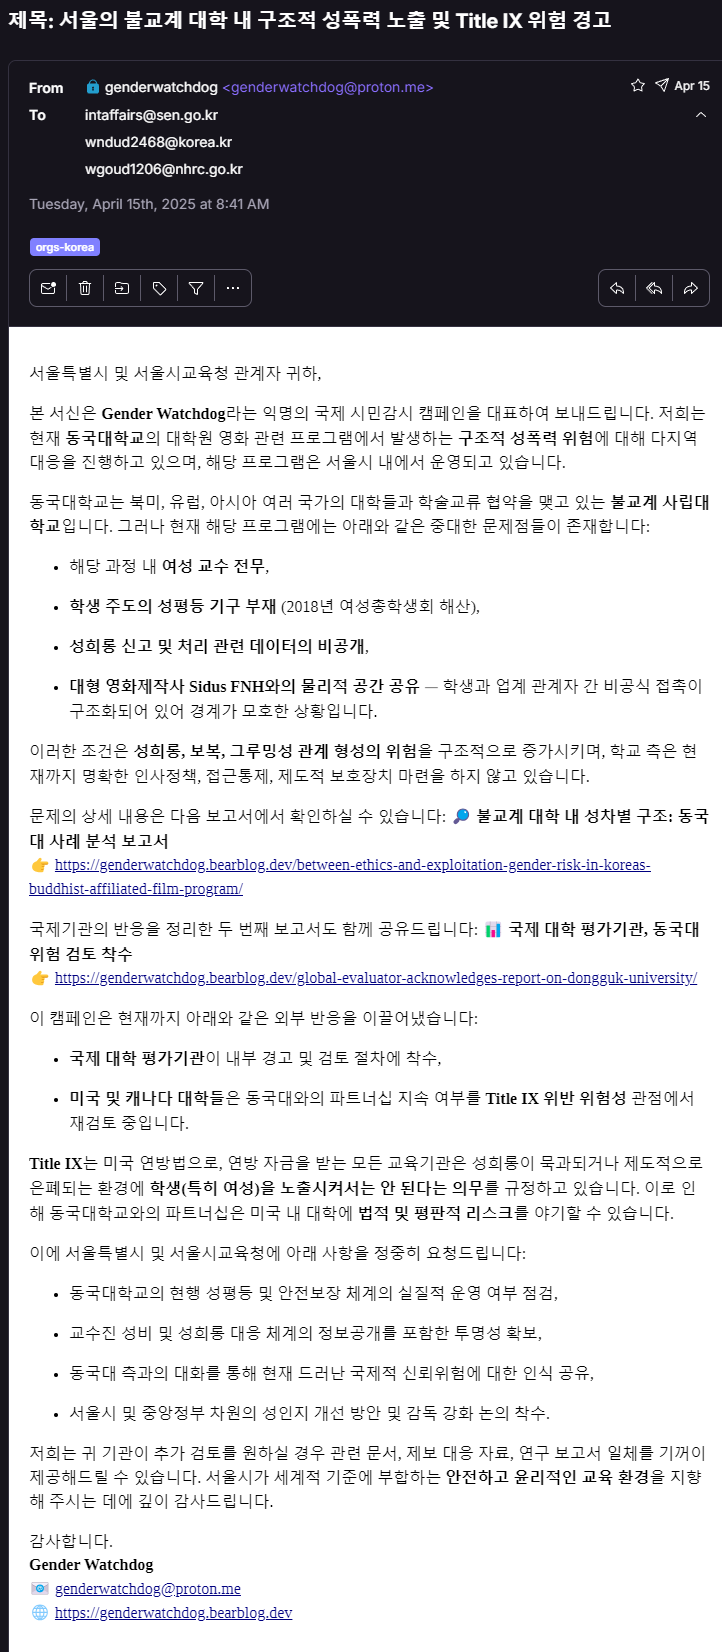 제목: 서울의 불교계 대학 내 구조적 성폭력 노출 및 Title IX 위험 경고
From genderwatchdog <genderwatchdog@proton.me> Apr 15
To intaffairs@sen.go.kr
wndud2468@korea.kr
wgoud1206@nhrc.go.kr
Tuesday, April 15th, 2025 at 8:41 AM
orgs-korea
서울특별시 및 서울시교육청 관계자 귀하,
본 서신은 Gender Watchdog라는 익명의 국제 시민감시 캠페인을 대표하여 보내드립니다. 저희는
현재 동국대학교의 대학원 영화 관련 프로그램에서 발생하는 구조적 성폭력 위험에 대해 다지역
대응을 진행하고 있으며, 해당 프로그램은 서울시 내에서 운영되고 있습니다.
동국대학교는 북미, 유럽, 아시아 여러 국가의 대학들과 학술교류 협약을 맺고 있는 불교계 사립대
학교입니다. 그러나 현재 해당 프로그램에는 아래와 같은 중대한 문제점들이 존재합니다:
• 해당 과정 내 여성 교수 전무,
• 학생 주도의 성평등 기구 부재 (2018년 여성총학생회 해산),
• 성희롱 신고 및 처리 관련 데이터의 비공개,
• 대형 영화제작사 Sidus FNH와의 물리적 공간 공유 — 학생과 업계 관계자 간 비공식 접촉이
구조화되어 있어 경계가 모호한 상황입니다.
이러한 조건은 성희롱, 보복, 그루밍성 관계 형성의 위험을 구조적으로 증가시키며, 학교 측은 현
재까지 명확한 인사정책, 접근통제, 제도적 보호장치 마련을 하지 않고 있습니다.
문제의 상세 내용은 다음 보고서에서 확인하실 수 있습니다: 🔎 불교계 대학 내 성차별 구조: 동국
대 사례 분석 보고서
👉 https://genderwatchdog.bearblog.dev/between-ethics-and-exploitation-gender-risk-in-koreas-
buddhist-affiliated-film-program/
국제기관의 반응을 정리한 두 번째 보고서도 함께 공유드립니다: 📊 국제 대학 평가기관, 동국대
위험 검토 착수
👉 https://genderwatchdog.bearblog.dev/global-evaluator-acknowledges-report-on-dongguk-university/
이 캠페인은 현재까지 아래와 같은 외부 반응을 이끌어냈습니다:
• 국제 대학 평가기관이 내부 경고 및 검토 절차에 착수,
• 미국 및 캐나다 대학들은 동국대와의 파트너십 지속 여부를 Title IX 위반 위험성 관점에서
재검토 중입니다.
Title IX는 미국 연방법으로, 연방 자금을 받는 모든 교육기관은 성희롱이 묵과되거나 제도적으로
은폐되는 환경에 학생(특히 여성)을 노출시켜서는 안 된다는 의무를 규정하고 있습니다. 이로 인
해 동국대학교와의 파트너십은 미국 내 대학에 법적 및 평판적 리스크를 야기할 수 있습니다.
이에 서울특별시 및 서울시교육청에 아래 사항을 정중히 요청드립니다:
• 동국대학교의 현행 성평등 및 안전보장 체계의 실질적 운영 여부 점검,
• 교수진 성비 및 성희롱 대응 체계의 정보공개를 포함한 투명성 확보,
• 동국대 측과의 대화를 통해 현재 드러난 국제적 신뢰위험에 대한 인식 공유,
• 서울시 및 중앙정부 차원의 성인지 개선 방안 및 감독 강화 논의 착수.
저희는 귀 기관이 추가 검토를 원하실 경우 관련 문서, 제보 대응 자료, 연구 보고서 일체를 기꺼이
제공해드릴 수 있습니다. 서울시가 세계적 기준에 부합하는 안전하고 윤리적인 교육 환경을 지향
해 주시는 데에 깊이 감사드립니다.
감사합니다.
Gender Watchdog
📧 genderwatchdog@proton.me
🌐 https://genderwatchdog.bearblog.dev